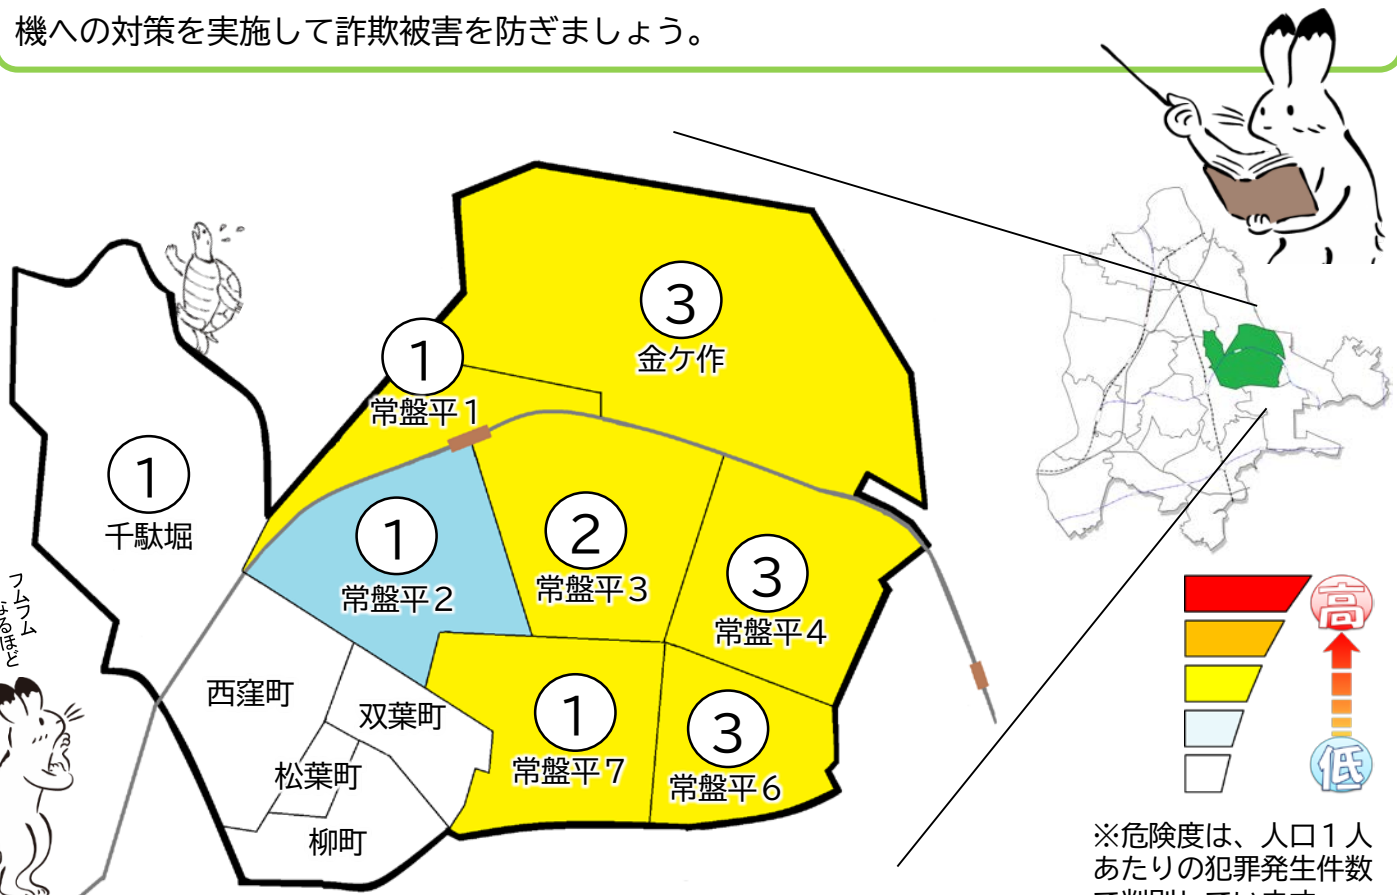 機への対策を実施して詐欺被害を防ぎましょう。
3
金ケ作
1
常盤平1
1
千駄堀
1
常盤平2
2
常盤平3
3
常盤平4
フムフム
なるほど
西窪町
双葉町
1
常盤平7
3
常盤平6
松葉町
柳町
高
低
※危険度は、人口1人
あたりの犯罪発生件数